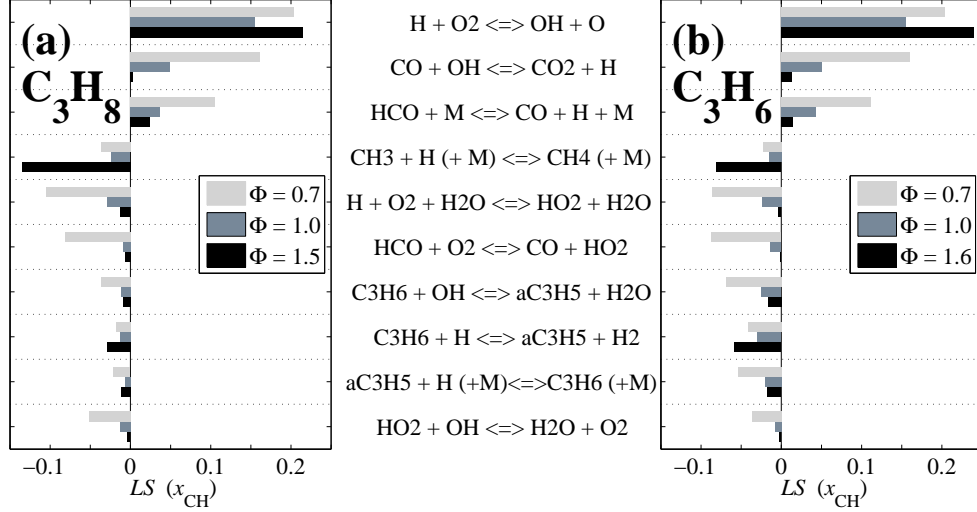 (a)
C3H8
Φ = 0.7
Φ = 1.0
Φ = 1.5
−0.1 0 0.1 0.2
LS (xCH)
H + O2 <=> OH + O
CO + OH <=> CO2 + H
HCO + M <=> CO + H + M
CH3 + H (+ M) <=> CH4 (+ M)
H + O2 + H2O <=> HO2 + H2O
HCO + O2 <=> CO + HO2
C3H6 + OH <=> aC3H5 + H2O
C3H6 + H <=> aC3H5 + H2
aC3H5 + H (+M)<=>C3H6 (+M)
HO2 + OH <=> H2O + O2
(b)
C3H6
Φ = 0.7
Φ = 1.0
Φ = 1.6
−0.1 0 0.1 0.2
LS (xCH)